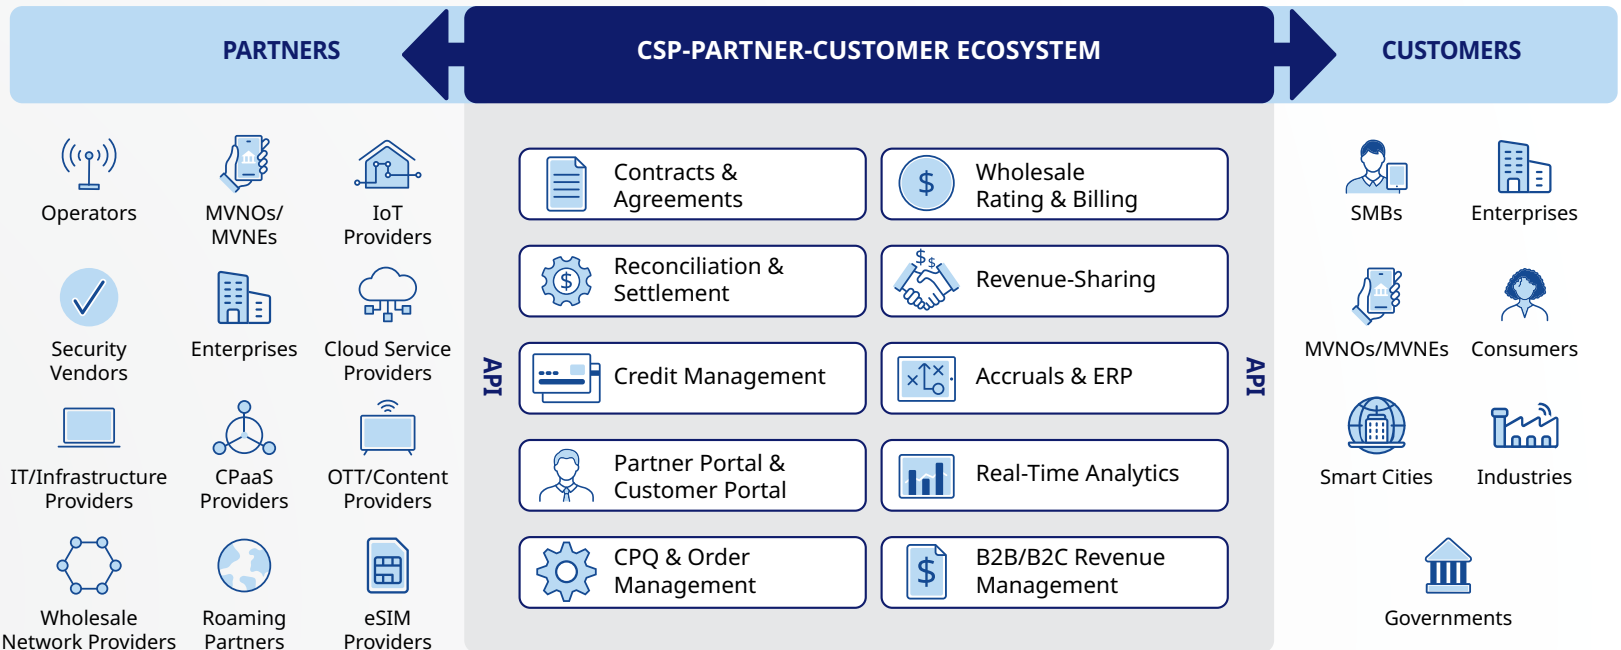 PARTNERS
CSP-PARTNER-CUSTOMER ECOSYSTEM
CUSTOMERS
Operators
MVNOs/
MVNEs
IoT
Providers
Security
Vendors
Enterprises
Cloud Service
Providers
IT/Infrastructure
Providers
CPaaS
Providers
OTT/Content
Providers
Wholesale
Network Providers
Roaming
Partners
eSIM
Providers
API
Contracts &
Agreements
$
Wholesale
Rating & Billing
$
Reconciliation &
Settlement
$$
Revenue-Sharing
Credit Management
Accruals & ERP
Partner Portal &
Customer Portal
Real-Time Analytics
CPQ & Order
Management
$
B2B/B2C Revenue
Management
API
SMBs
Enterprises
MVNOs/MVNEs
Consumers
Smart Cities
Industries
Governments